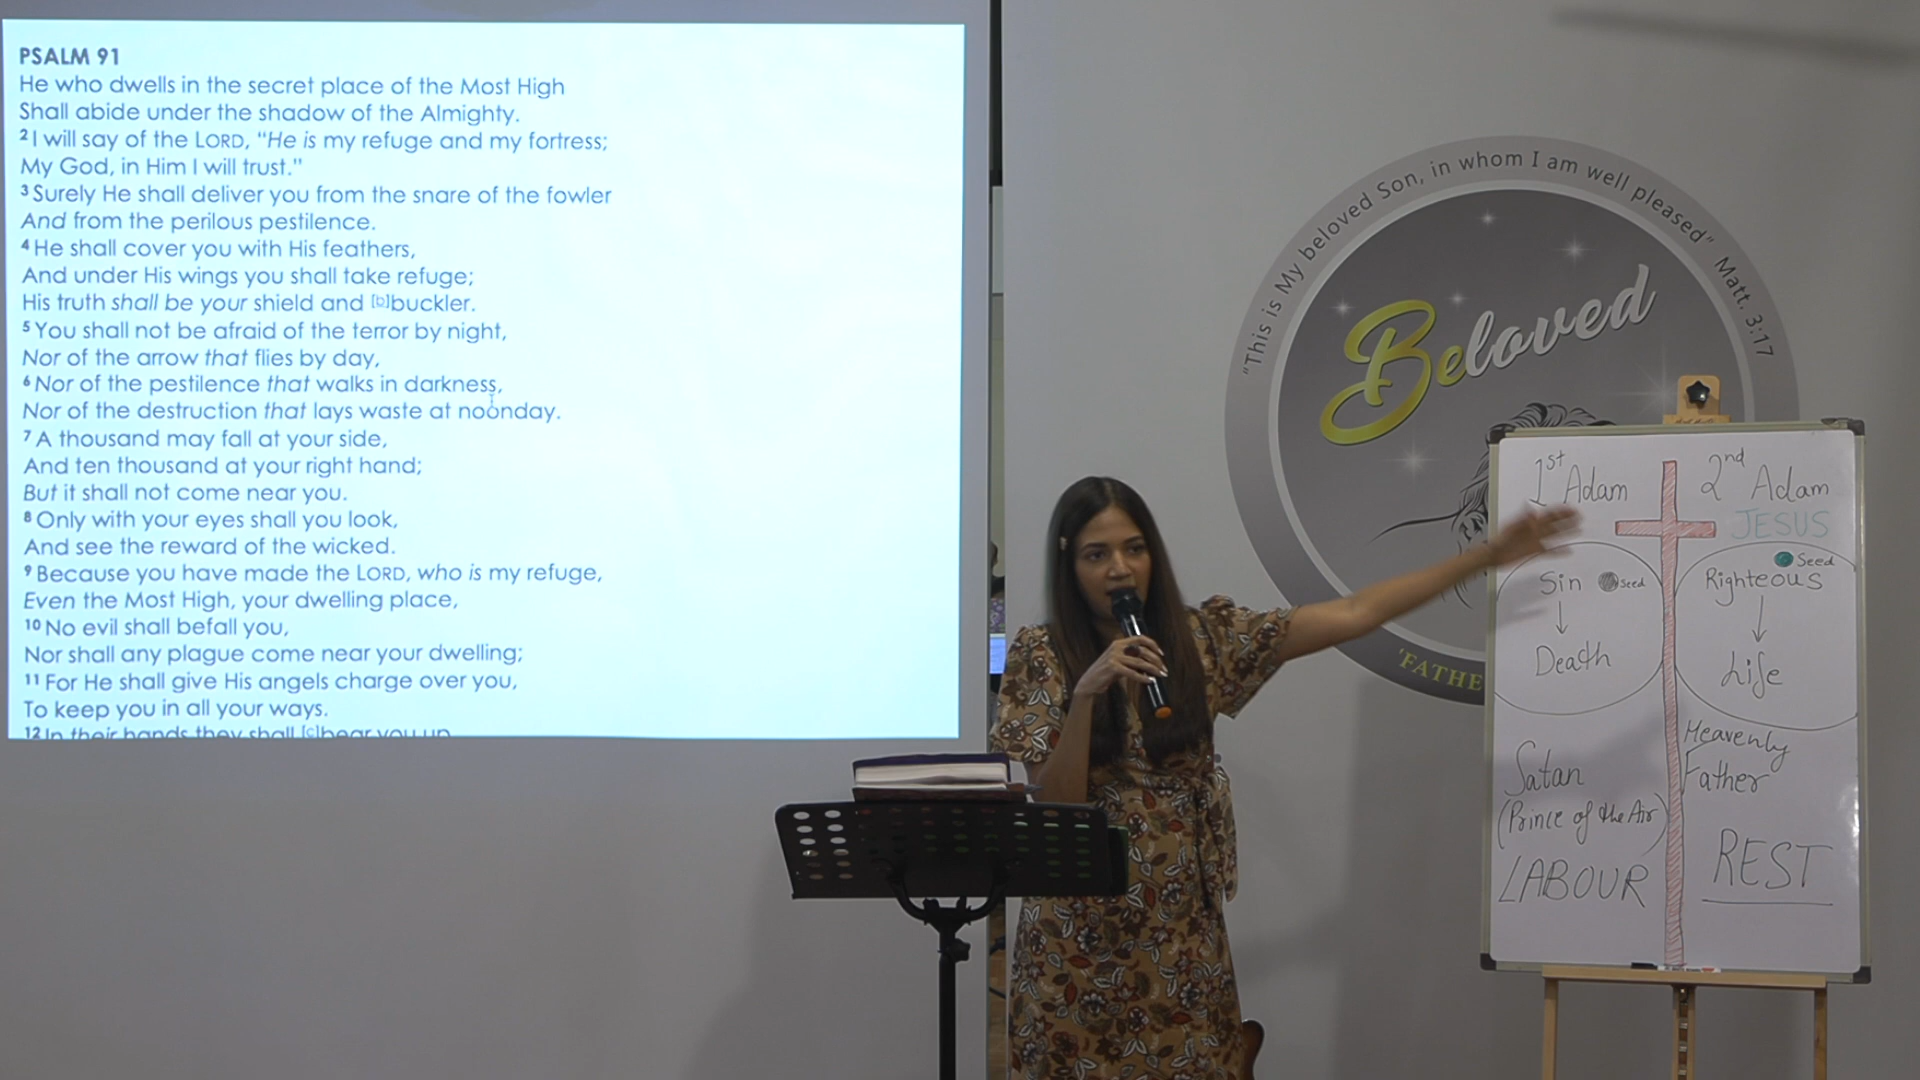 PSALM 91
He who dwells in the secret place of the Most High
Shall abide under the shadow of the Almighty.
2 I will say of the LORD, “He is my refuge and my fortress;
My God, in Him I will trust.”
3 Surely He shall deliver you from the snare of the fowler
And from the perilous pestilence.
4 He shall cover you with His feathers,
And under His wings you shall take refuge;
His truth shall be your shield and [b]buckler.
5 You shall not be afraid of the terror by night,
Nor of the arrow that flies by day,
6 Nor of the pestilence that walks in darkness,
Nor of the destruction that lays waste at noonday.
7 A thousand may fall at your side,
And ten thousand at your right hand;
But it shall not come near you.
8 Only with your eyes shall you look,
And see the reward of the wicked.
9 Because you have made the LORD, who is my refuge,
Even the Most High, your dwelling place,
10 No evil shall befall you,
Nor shall any plague come near your dwelling;
11 For He shall give His angels charge over you,
To keep you in all your ways.
12 In their hands they shall [c]bear you up
"This is My beloved Son, in whom I am well pleased" Matt. 3:17
Beloved
'FATHE
1st Adam
Sin Seed
Death
Satan
(Prince of the Air)
LABOUR
2nd Adam
JESUS
Seed
Righteous
Life
Heavenly
Father
REST